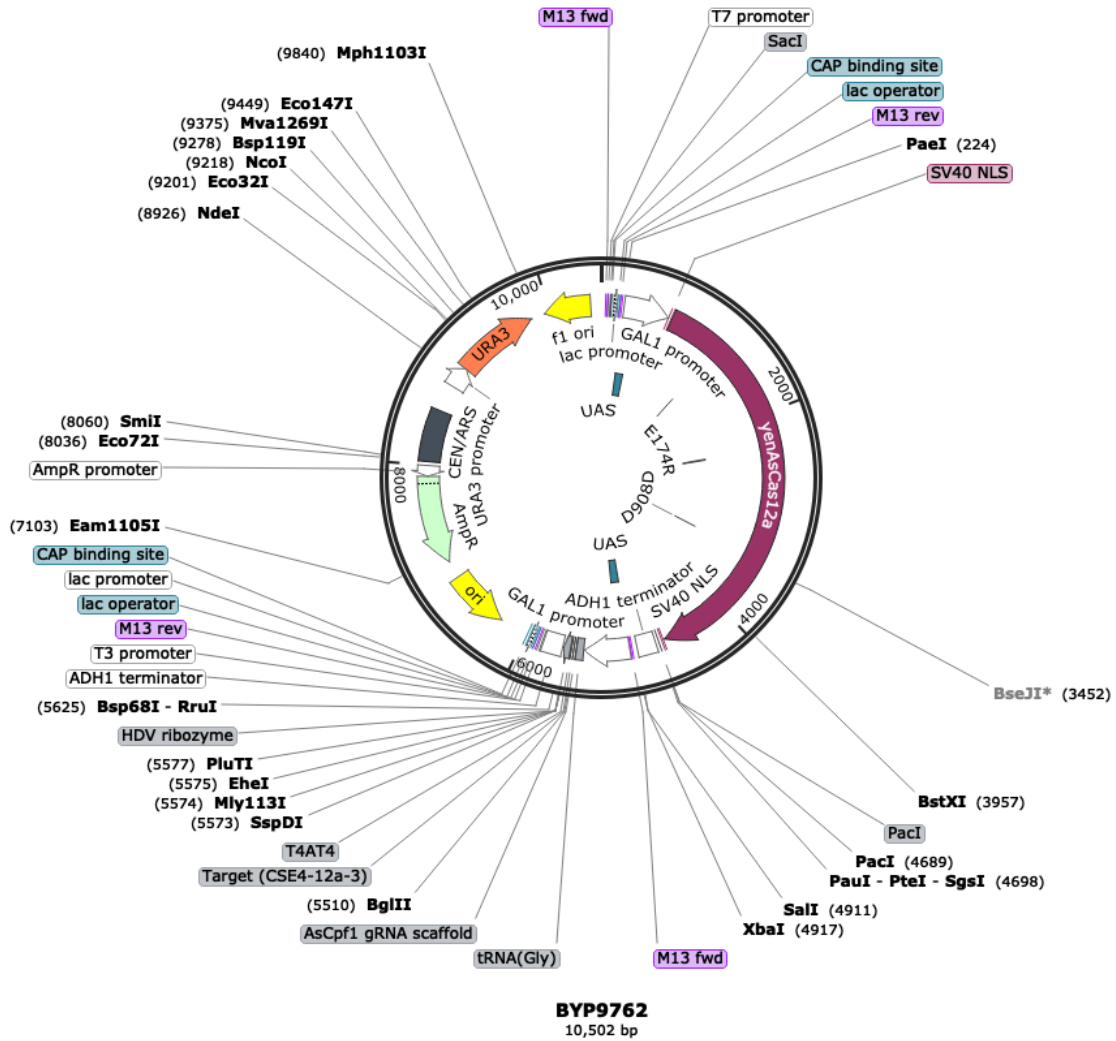 M13 fwd
T7 promoter
SacI
CAP binding site
lac operator
M13 rev
PaeI (224)
SV40 NLS
(9840) Mph1103I
(9449) Eco147I
(9375) Mva1269I
(9278) Bsp119I
(9218) NcoI
(9201) Eco32I
(8926) NdeI
10,000
2000
4000
6000
8000
f1 ori
lac promoter
GAL1 promoter
URA3
UAS
E174R
yenAsCas12a
D908D
CEN/ARS
URA3 promoter
AmpR
ori
UAS
ADH1 terminator
SV40 NLS
GAL1 promoter
(8060) SmiI
(8036) Eco72I
AmpR promoter
(7103) Eam1105I
CAP binding site
lac promoter
lac operator
M13 rev
T3 promoter
ADH1 terminator
(5625) Bsp68I - RruI
HDV ribozyme
(5577) PluTI
(5575) EheI
(5574) Mly113I
(5573) SspDI
T4AT4
Target (CSE4-12a-3)
(5510) BglII
AsCpf1 gRNA scaffold
tRNA(Gly)
M13 fwd
BseJI* (3452)
BstXI (3957)
PacI
PacI (4689)
PauI - PteI - SgsI (4698)
SalI (4911)
XbaI (4917)
BYP9762
10,502 bp